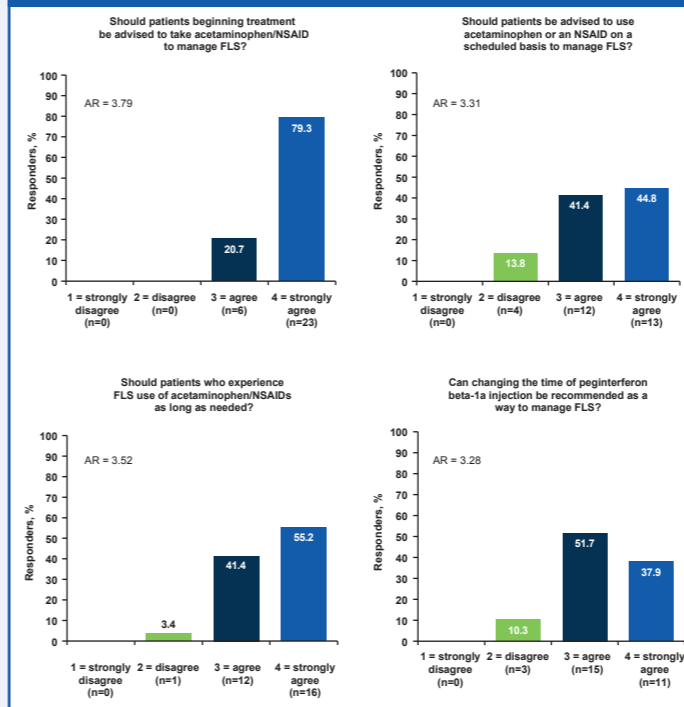 Should patients beginning treatment
be advised to take acetaminophen/NSAID
to manage FLS?
AR = 3.79
Responders, %
100
90
80
70
60
50
40
30
20
10
0
20.7
79.3
1 = strongly
disagree
(n=0)
2 = disagree
(n=0)
3 = agree
(n=6)
4 = strongly
agree
(n=23)
Should patients be advised to use
acetaminophen or an NSAID on a
scheduled basis to manage FLS?
AR = 3.31
Responders, %
100
90
80
70
60
50
40
30
20
10
0
13.8
41.4
44.8
1 = strongly
disagree
(n=0)
2 = disagree
(n=4)
3 = agree
(n=12)
4 = strongly
agree
(n=13)
Should patients who experience
FLS use of acetaminophen/NSAIDs
as long as needed?
AR = 3.52
Responders, %
100
90
80
70
60
50
40
30
20
10
0
3.4
41.4
55.2
1 = strongly
disagree
(n=0)
2 = disagree
(n=1)
3 = agree
(n=12)
4 = strongly
agree
(n=16)
Can changing the time of peginterferon
beta-1a injection be recommended as a
way to manage FLS?
AR = 3.28
Responders, %
100
90
80
70
60
50
40
30
20
10
0
10.3
51.7
37.9
1 = strongly
disagree
(n=0)
2 = disagree
(n=3)
3 = agree
(n=15)
4 = strongly
agree
(n=11)